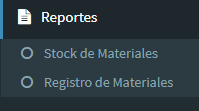 Reportes
Stock de Materiales
Registro de Materiales